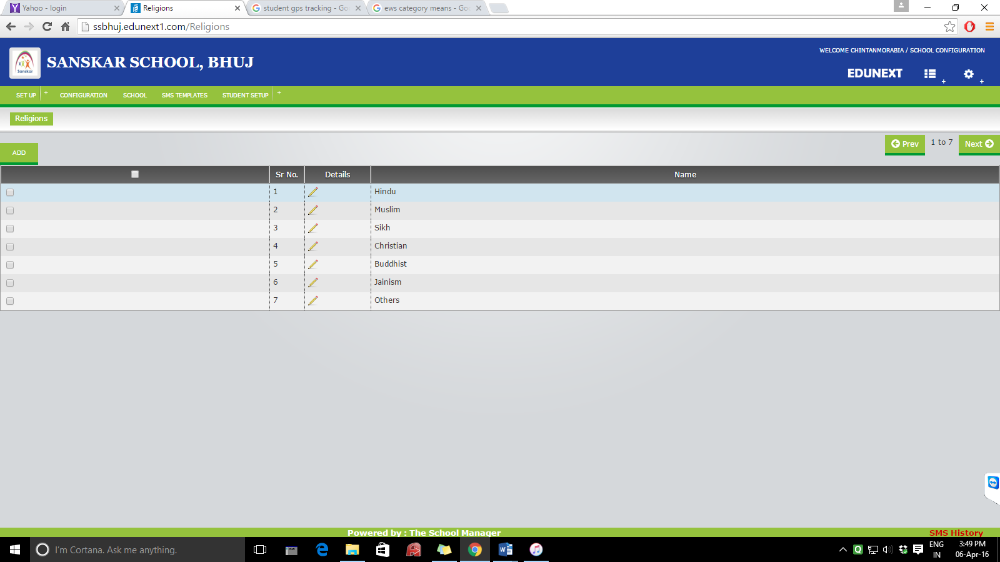 Yahoo - login
Religions
student gps tracking - Go
ews category means - Go
ssbhuj.edunext1.com/Religions
WELCOME CHINTANMORABIA / SCHOOL CONFIGURATION
Sanskar
SANSKAR SCHOOL, BHUJ
EDUNEXT
+ +
SET UP + CONFIGURATION SCHOOL SMS TEMPLATES STUDENT SETUP +
Religions
Prev 1 to 7 Next
ADD
Sr No. Details Name
1 Hindu
2 Muslim
3 Sikh
4 Christian
5 Buddhist
6 Jainism
7 Others
Powered by : The School Manager
SMS History
I'm Cortana. Ask me anything.
ENG
IN
3:49 PM
06-Apr-16